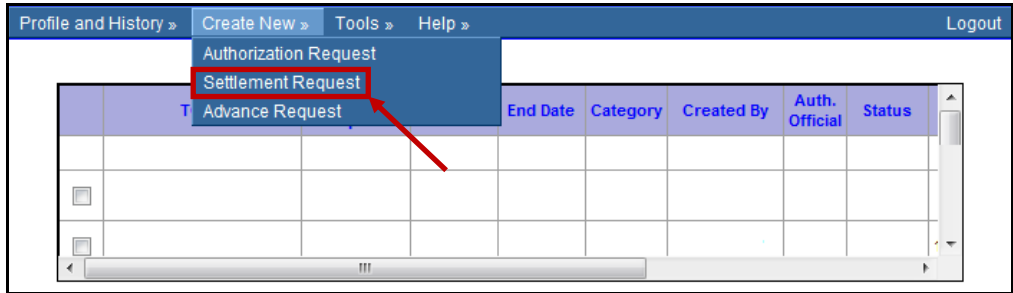 Profile and History » Create New » Tools » Help » Logout
Authorization Request
Settlement Request
Advance Request
End Date Category Created By Auth. Official Status